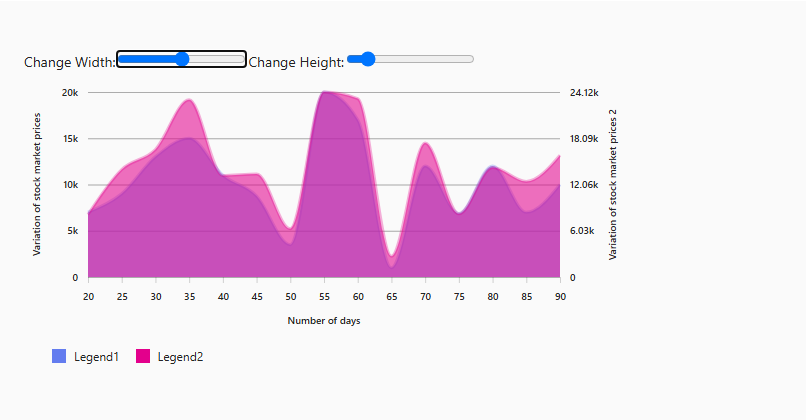 Change Width: Change Height:
20k 24.12k
15k 18.09k
10k 12.06k
5k 6.03k
0 0
Variation of stock market prices
Variation of stock market prices 2
20 25 30 35 40 45 50 55 60 65 70 75 80 85 90
Number of days
Legend1 Legend2